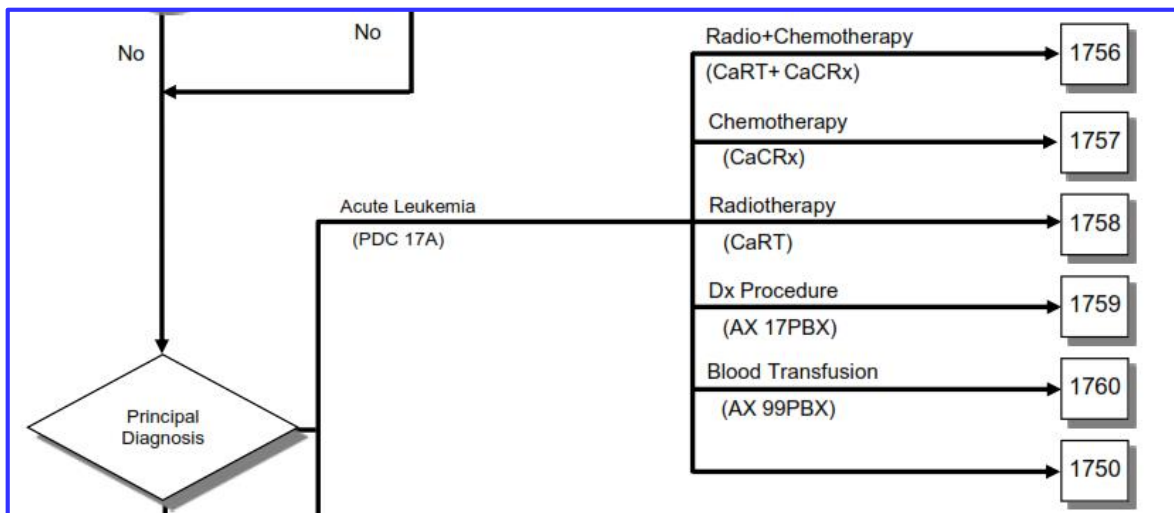 No
No
Radio+Chemotherapy
(CaRT+ CaCRx)
1756
Chemotherapy
(CaCRx)
1757
Acute Leukemia
(PDC 17A)
Radiotherapy
(CaRT)
1758
Dx Procedure
(AX 17PBX)
1759
Blood Transfusion
(AX 99PBX)
1760
Principal
Diagnosis
1750